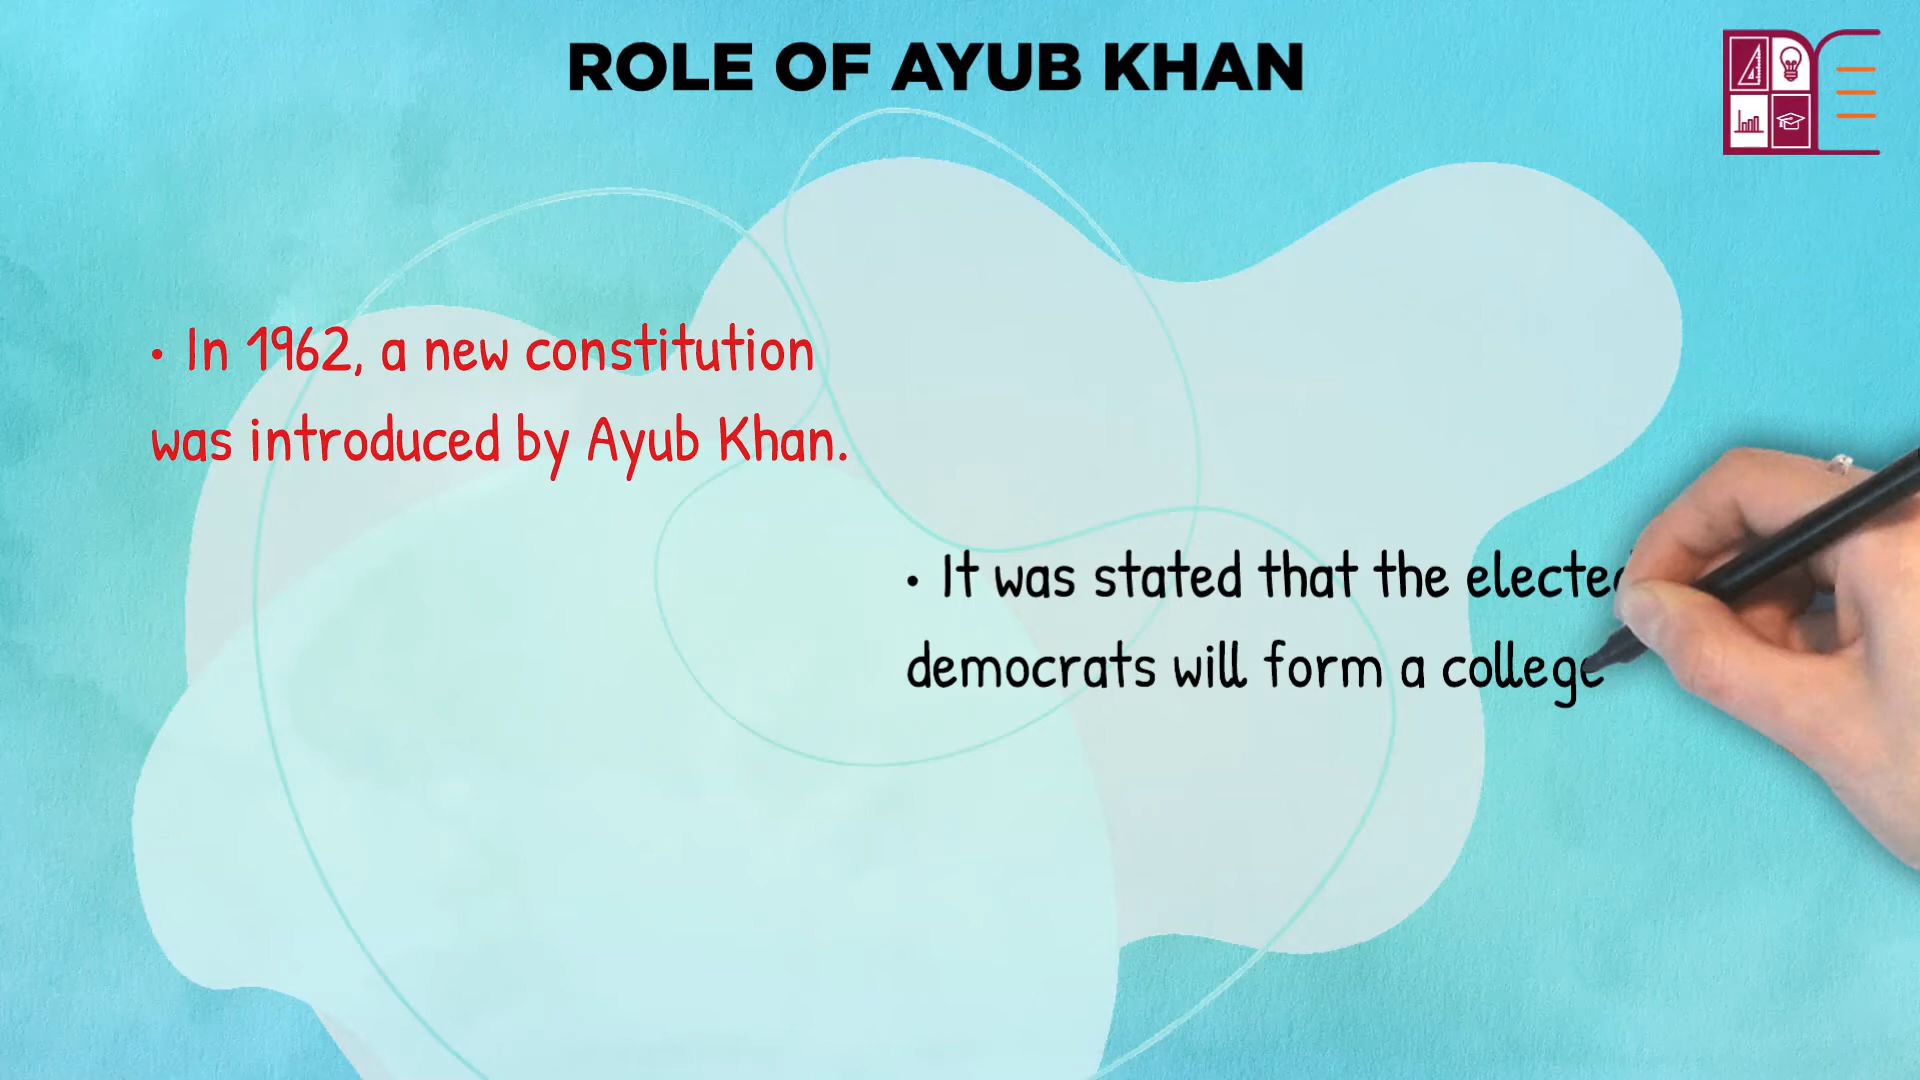 ROLE OF AYUB KHAN
• In 1962, a new constitution
was introduced by Ayub Khan.
• It was stated that the elected
democrats will form a college